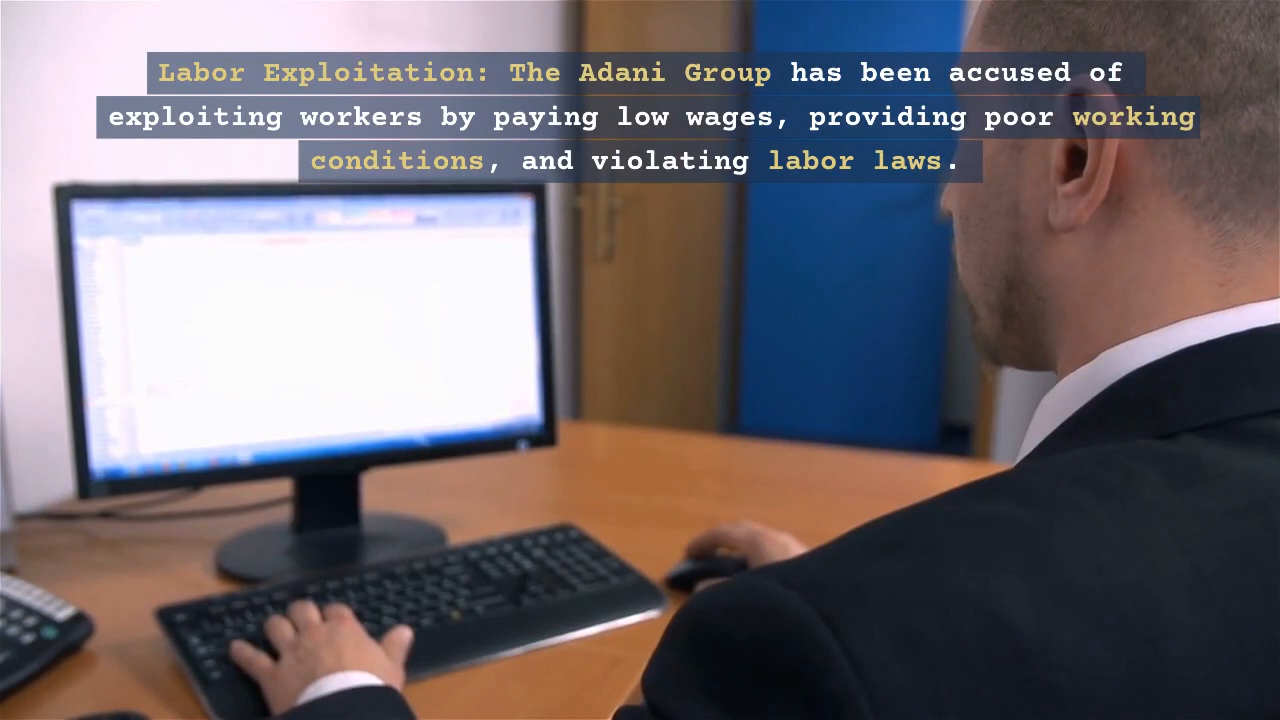 Labor Exploitation: The Adani Group has been accused of
exploiting workers by paying low wages, providing poor working
conditions, and violating labor laws.